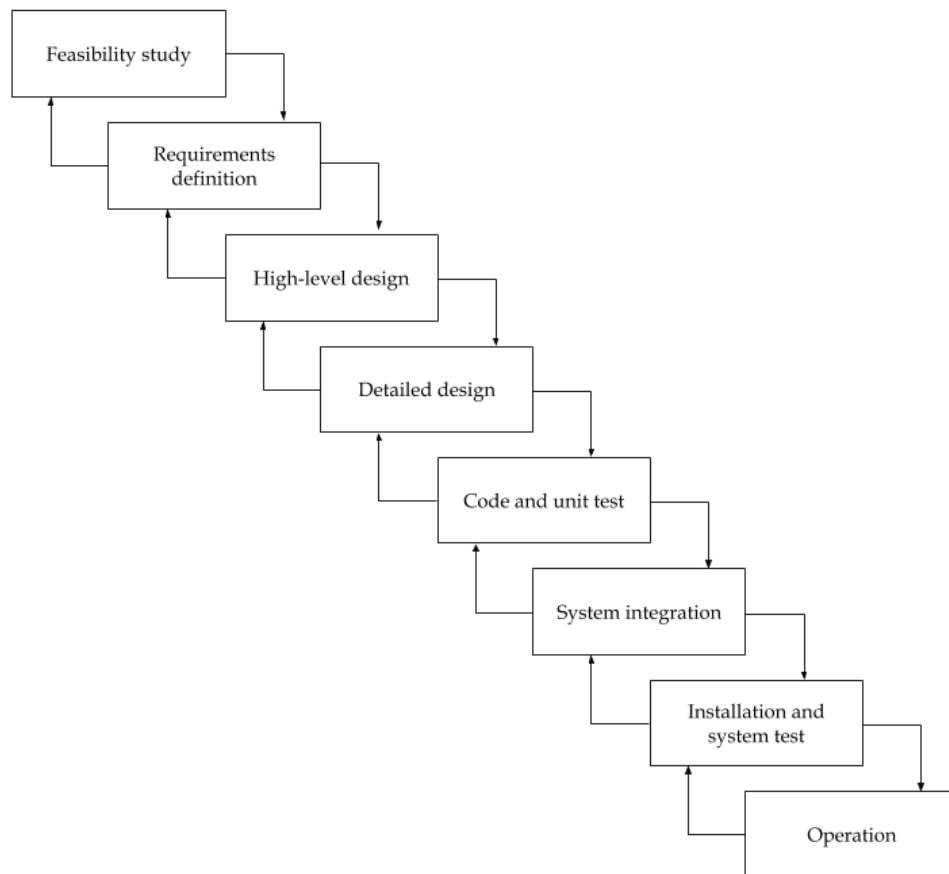 Feasibility study
Requirements
definition
High-level design
Detailed design
Code and unit test
System integration
Installation and
system test
Operation